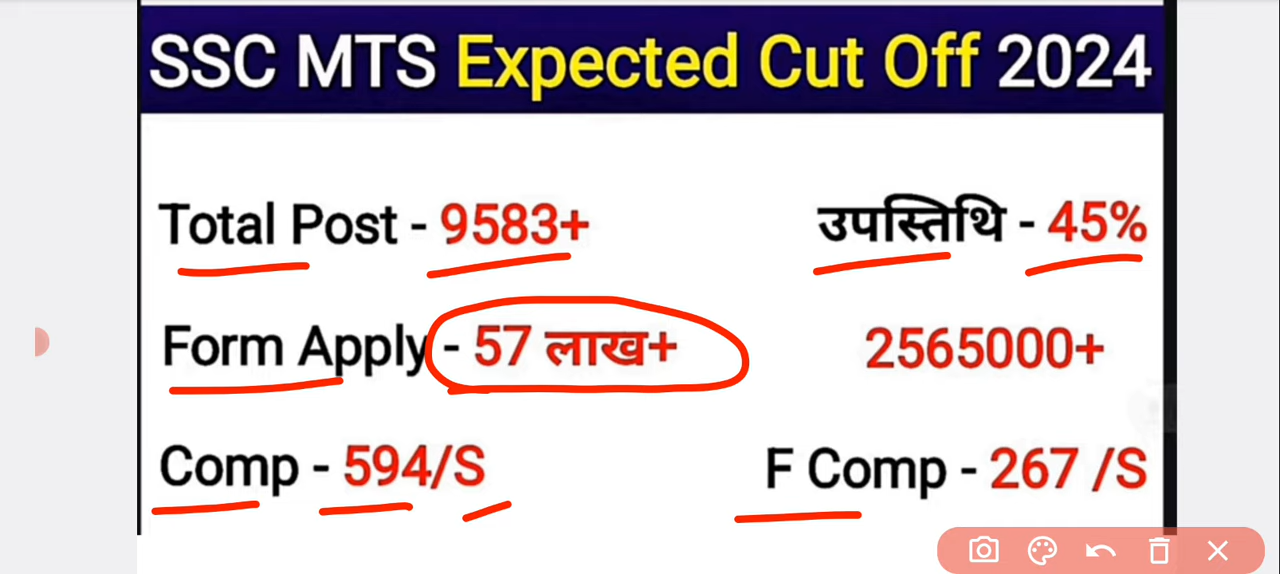 SSC MTS Expected Cut Off 2024
Total Post - 9583+
उपस्तिथि - 45%
Form Apply - 57 लाख+
2565000+
Comp - 594/S
F Comp - 267 /S